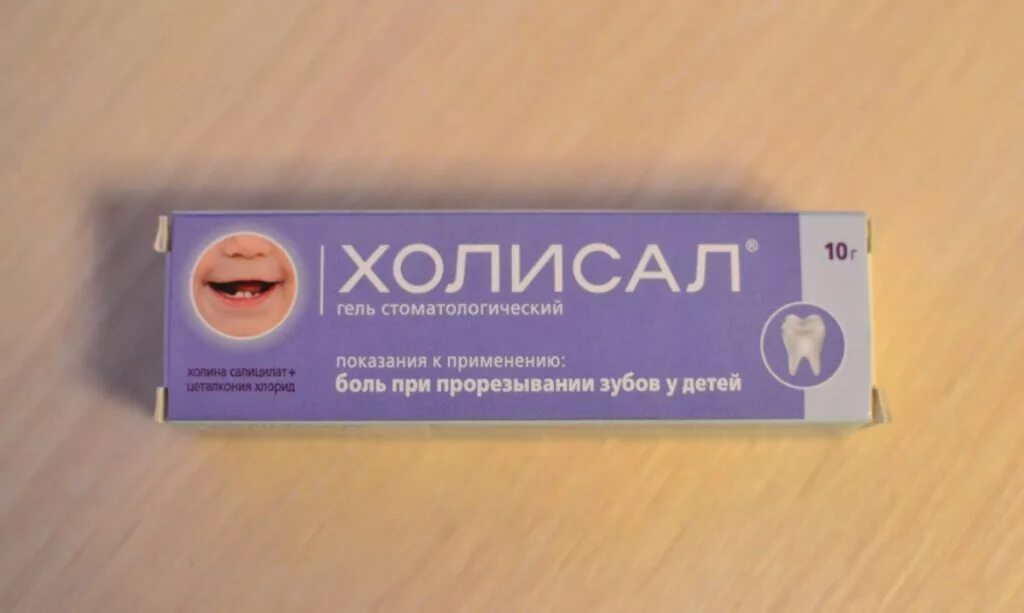 ХОЛИСАЛ®
гель стоматологический
10г
холина салицилат+
цеталкония хлорид
показания к применению:
боль при прорезывании зубов у детей